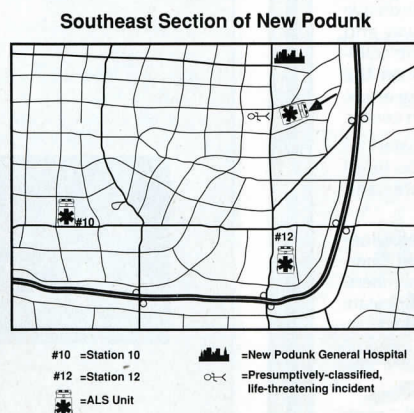 Southeast Section of New Podunk
#10
#12
#10 =Station 10
=New Podunk General Hospital
#12 =Station 12
=Presumptively-classified,
life-threatening incident
=ALS Unit